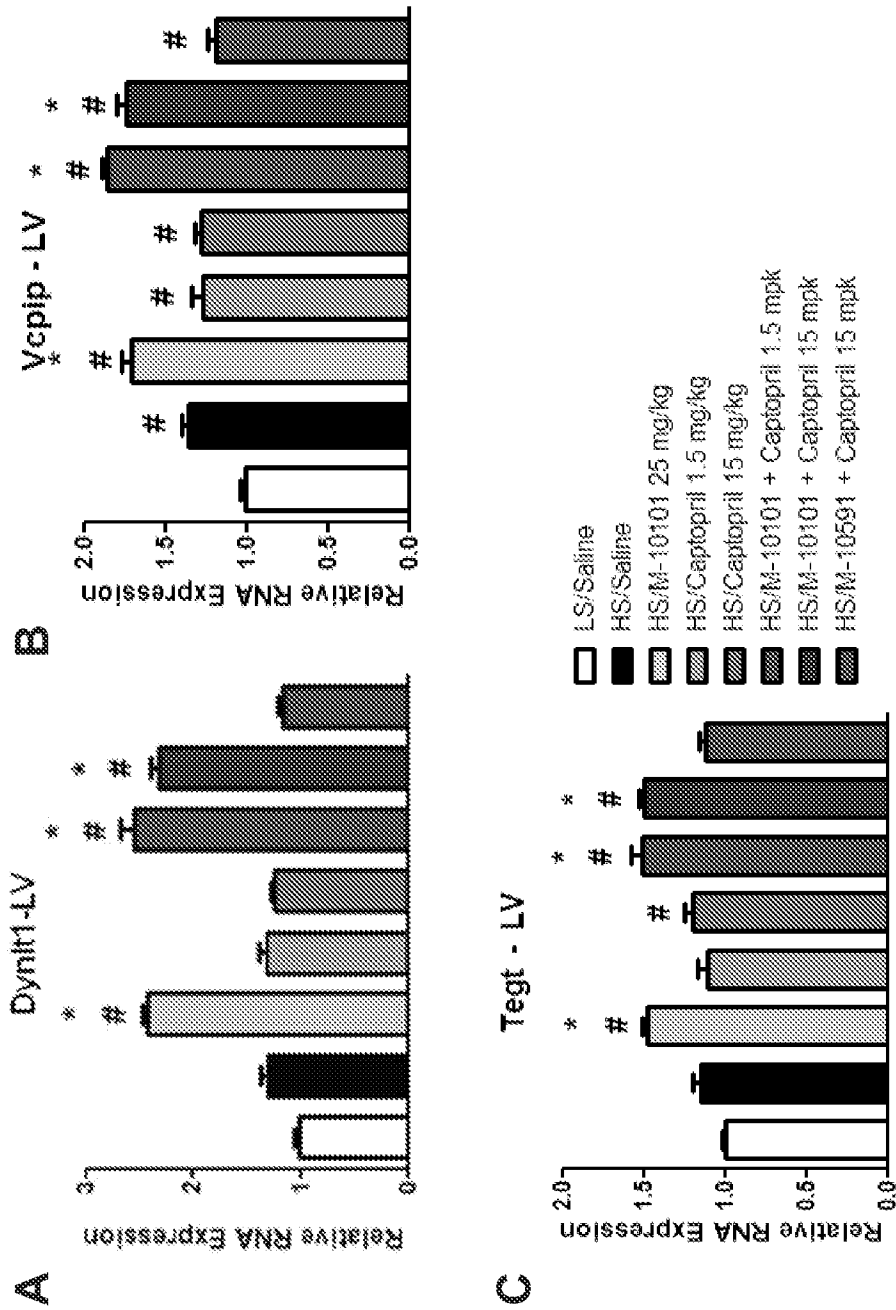 A
Dynlt1-LV
Relative RNA Expression
3
2
1
0
* #
* #
* #
B
Vcpip - LV
Relative RNA Expression
2.0
1.5
1.0
0.5
0.0
#
* #
#
#
* #
* #
#
C
Tegt - LV
Relative RNA Expression
2.0
1.5
1.0
0.5
0.0
* #
#
* #
* #
LS/Saline
HS/Saline
HS/M-10101 25 mg/kg
HS/Captopril 1.5 mg/kg
HS/Captopril 15 mg/kg
HS/M-10101 + Captopril 1.5 mpk
HS/M-10101 + Captopril 15 mpk
HS/M-10591 + Captopril 15 mpk